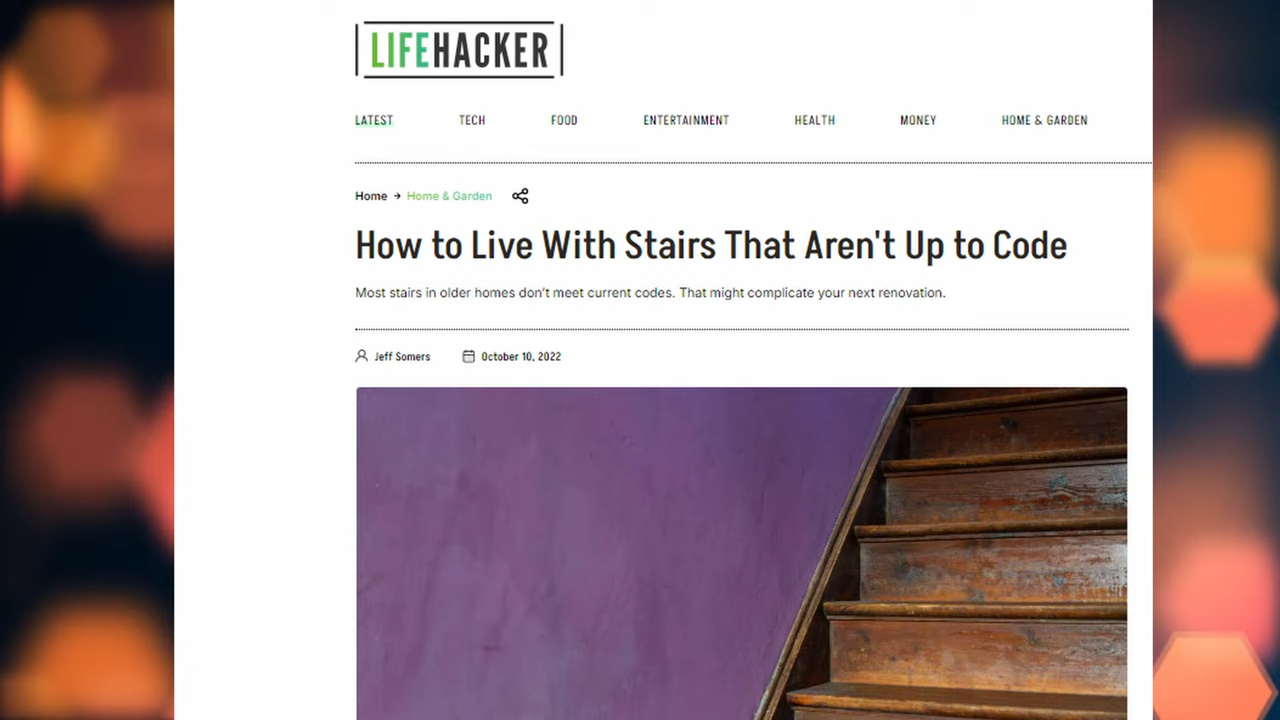 LIFEHACKER
LATEST TECH FOOD ENTERTAINMENT HEALTH MONEY HOME & GARDEN
Home → Home & Garden
How to Live With Stairs That Aren't Up to Code
Most stairs in older homes don’t meet current codes. That might complicate your next renovation.
Jeff Somers October 10, 2022